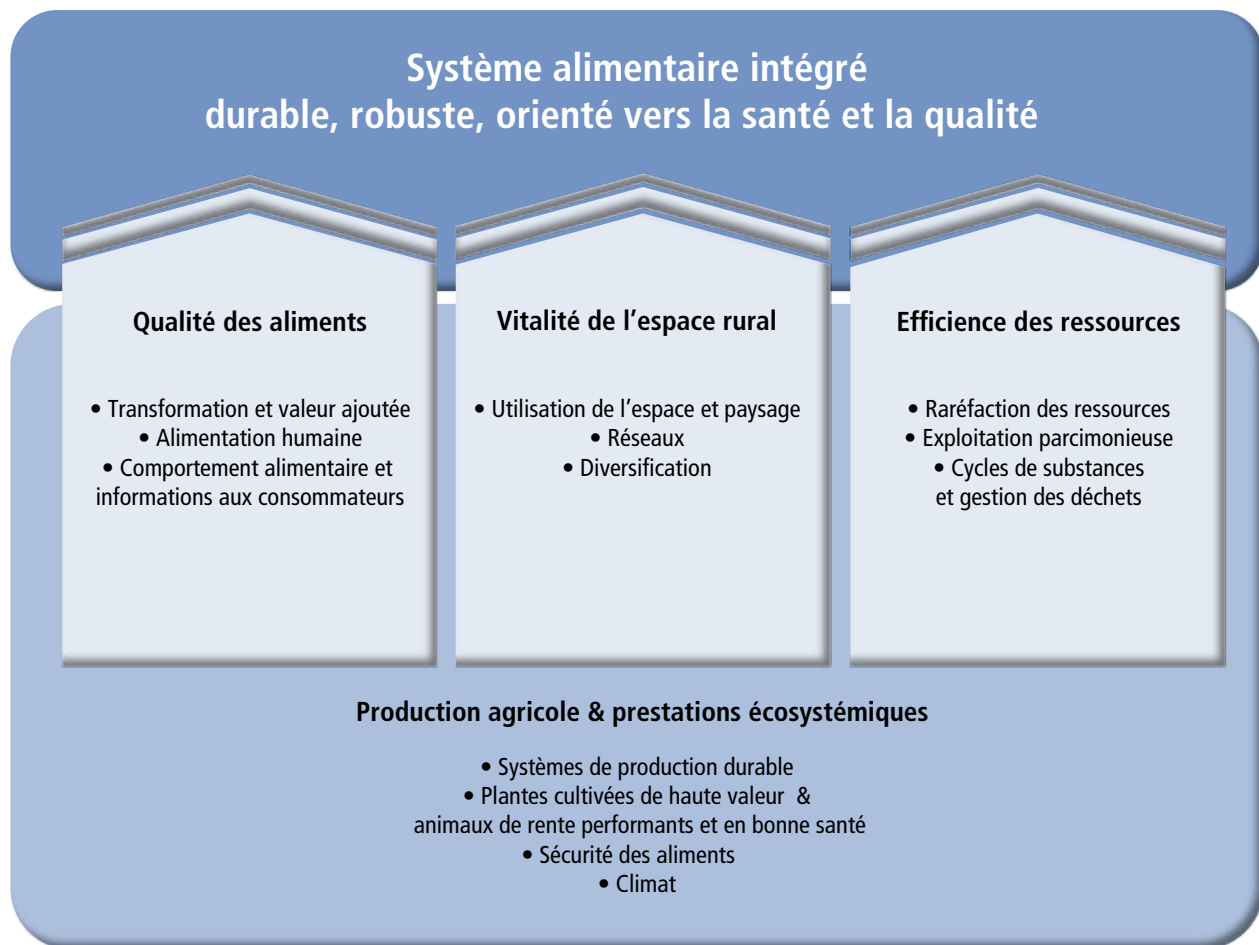 Système alimentaire intégré
durable, robuste, orienté vers la santé et la qualité
Qualité des aliments
• Transformation et valeur ajoutée
• Alimentation humaine
• Comportement alimentaire et
informations aux consommateurs
Vitalité de l’espace rural
• Utilisation de l’espace et paysage
• Réseaux
• Diversification
Efficience des ressources
• Raréfaction des ressources
• Exploitation parcimonieuse
• Cycles de substances
et gestion des déchets
Production agricole & prestations écosystémiques
• Systèmes de production durable
• Plantes cultivées de haute valeur &
animaux de rente performants et en bonne santé
• Sécurité des aliments
• Climat